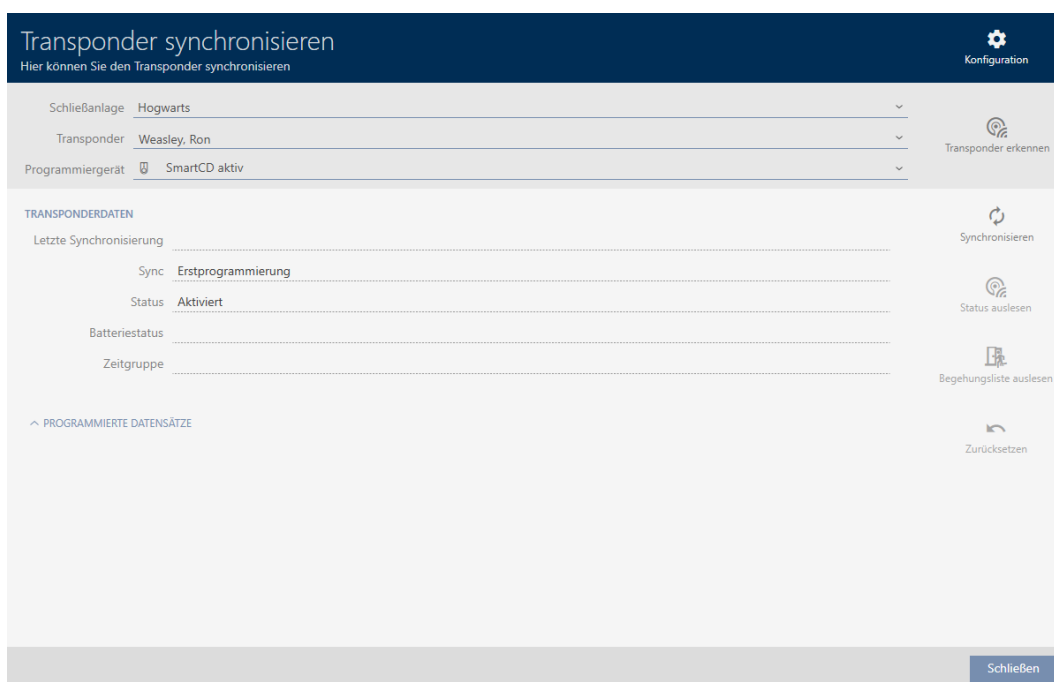 Transponder synchronisieren
Hier können Sie den Transponder synchronisieren
Konfiguration
Schließanlage Hogwarts
Transponder Weasley, Ron
Programmiergerät SmartCD aktiv
Transponder erkennen
TRANSPONDERDATEN
Letzte Synchronisierung
Sync Erstprogrammierung
Status Aktiviert
Batteriestatus
Zeitgruppe
PROGRAMMIERTE DATENSÄTZE
Synchronisieren
Status auslesen
Begehungsliste auslesen
Zurücksetzen
Schließen